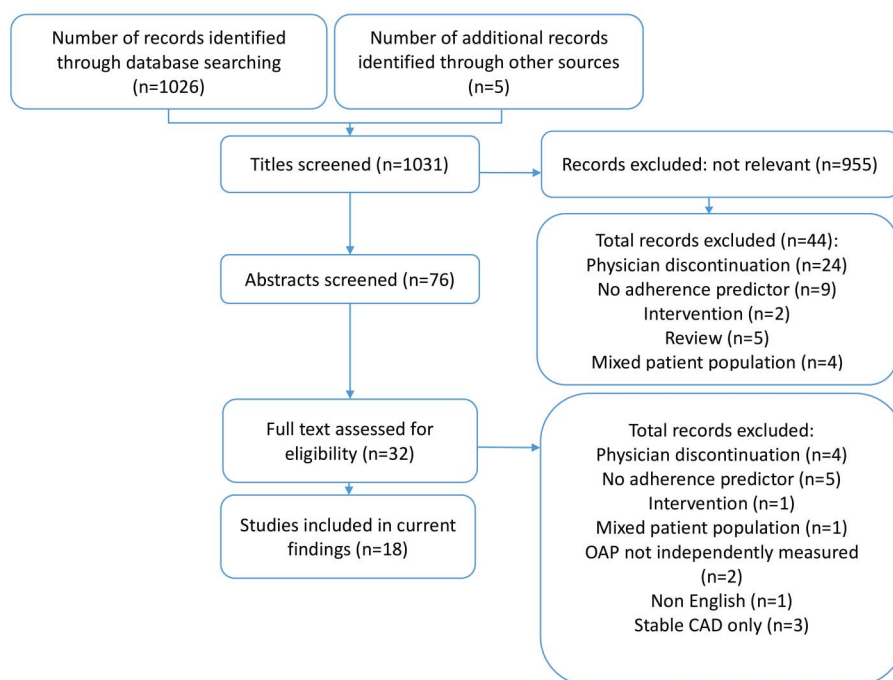 Number of records identified
through database searching
(n=1026)
Number of additional records
identified through other sources
(n=5)
Titles screened (n=1031)
Records excluded: not relevant (n=955)
Total records excluded (n=44):
Physician discontinuation (n=24)
No adherence predictor (n=9)
Intervention (n=2)
Review (n=5)
Mixed patient population (n=4)
Abstracts screened (n=76)
Full text assessed for
eligibility (n=32)
Total records excluded:
Physician discontinuation (n=4)
No adherence predictor (n=5)
Intervention (n=1)
Mixed patient population (n=1)
OAP not independently measured
(n=2)
Non English (n=1)
Stable CAD only (n=3)
Studies included in current
findings (n=18)